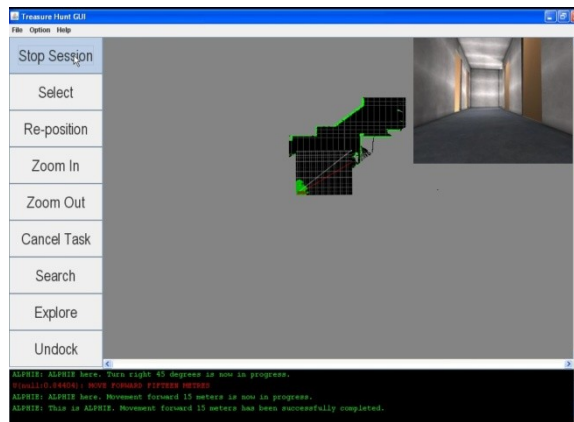 Treasure Hunt GUI
File Option Help
Stop Session
Select
Re-position
Zoom In
Zoom Out
Cancel Task
Search
Explore
Undock
ALPHIE: ALPHIE here. Turn right 45 degrees is now in progress.
U(null:0.84404): MOVE FORWARD FIFTEEN METRES
ALPHIE: ALPHIE here. Movement forward 15 meters is now in progress.
ALPHIE: This is ALPHIE. Movement forward 15 meters has been successfully completed.